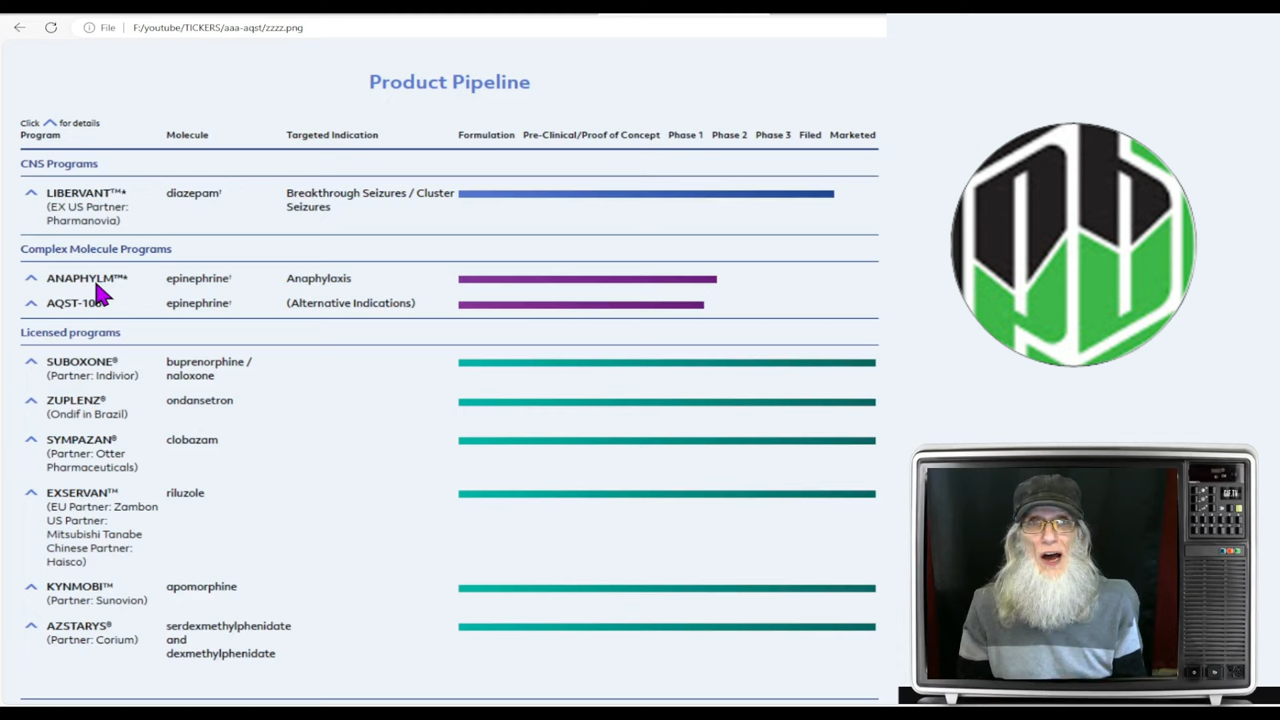 File
F:/youtube/TICKERS/aaa-aqst/zzzz.png
Product Pipeline
Click for details
Program
Molecule
Targeted Indication
Formulation
Pre-Clinical/Proof of Concept
Phase 1
Phase 2
Phase 3
Filed
Marketed
CNS Programs
LIBERVANT™*
(EX US Partner:
Pharmanovia)
diazepam†
Breakthrough Seizures / Cluster
Seizures
Complex Molecule Programs
ANAPHYLM™*
epinephrine†
Anaphylaxis
epinephrine†
(Alternative Indications)
Licensed programs
SUBOXONE®
(Partner: Indivior)
buprenorphine /
naloxone
ZUPLENZ®
(Ondif in Brazil)
ondansetron
SYMPAZAN®
(Partner: Otter
Pharmaceuticals)
clobazam
EXSERVAN™
(EU Partner: Zambon
US Partner:
Mitsubishi Tanabe
Chinese Partner:
Haisco)
riluzole
KYNMOBI™
(Partner: Sunovion)
apomorphine
AZSTARYS®
(Partner: Corium)
serdexmethylphenidate
and
dexmethylphenidate